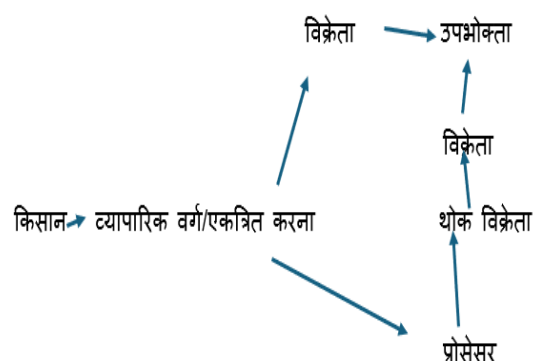 विक्रेता
उपभोक्ता
विक्रेता
किसान
व्यापारिक वर्ग/एकत्रित करना
थोक विक्रेता
प्रोसेसर